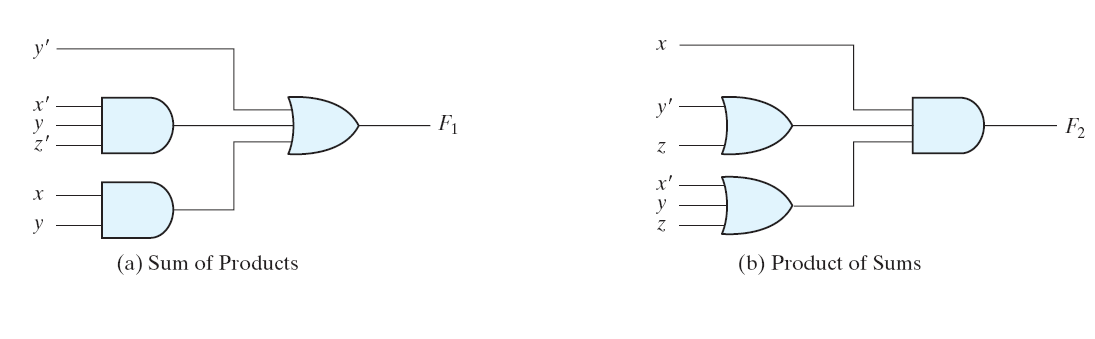 y′
x′
y
z′
x
y
F₁
(a) Sum of Products
x
y′
z
x′
y
z
F₂
(b) Product of Sums